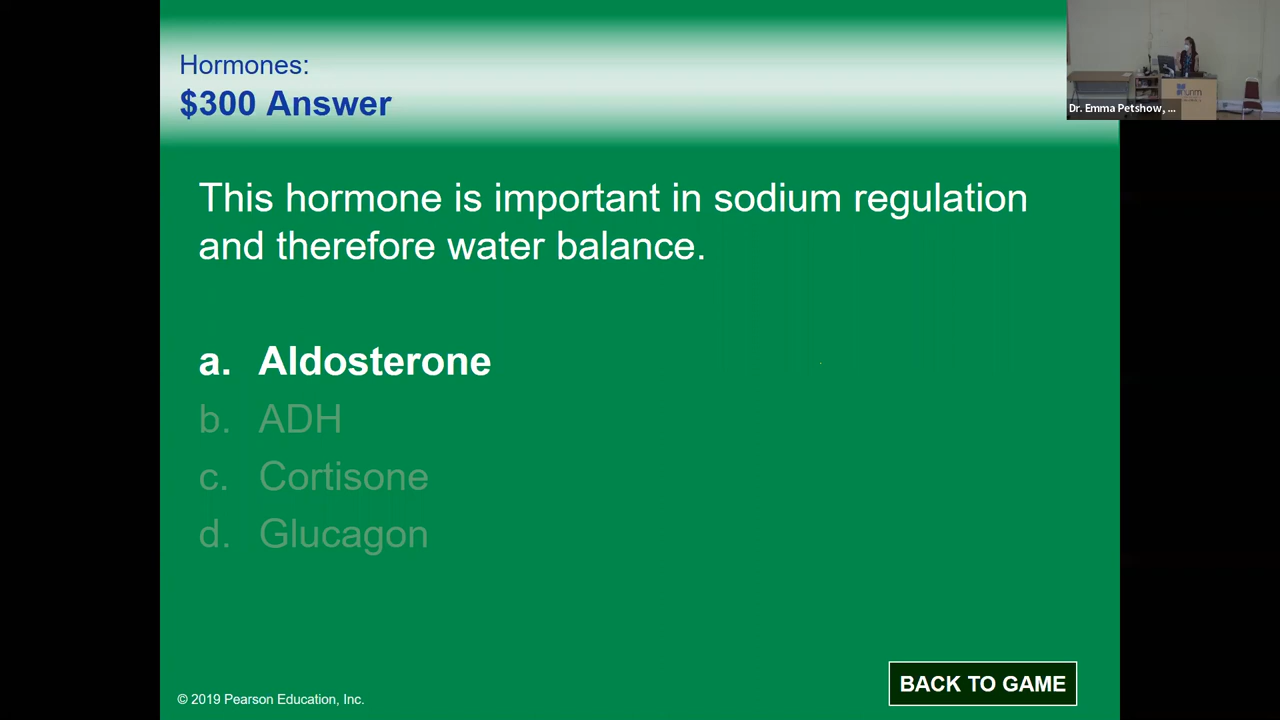 Hormones:
$300 Answer
Dr. Emma Petshow, ...
This hormone is important in sodium regulation
and therefore water balance.
a. Aldosterone
b. ADH
c. Cortisone
d. Glucagon
BACK TO GAME
© 2019 Pearson Education, Inc.